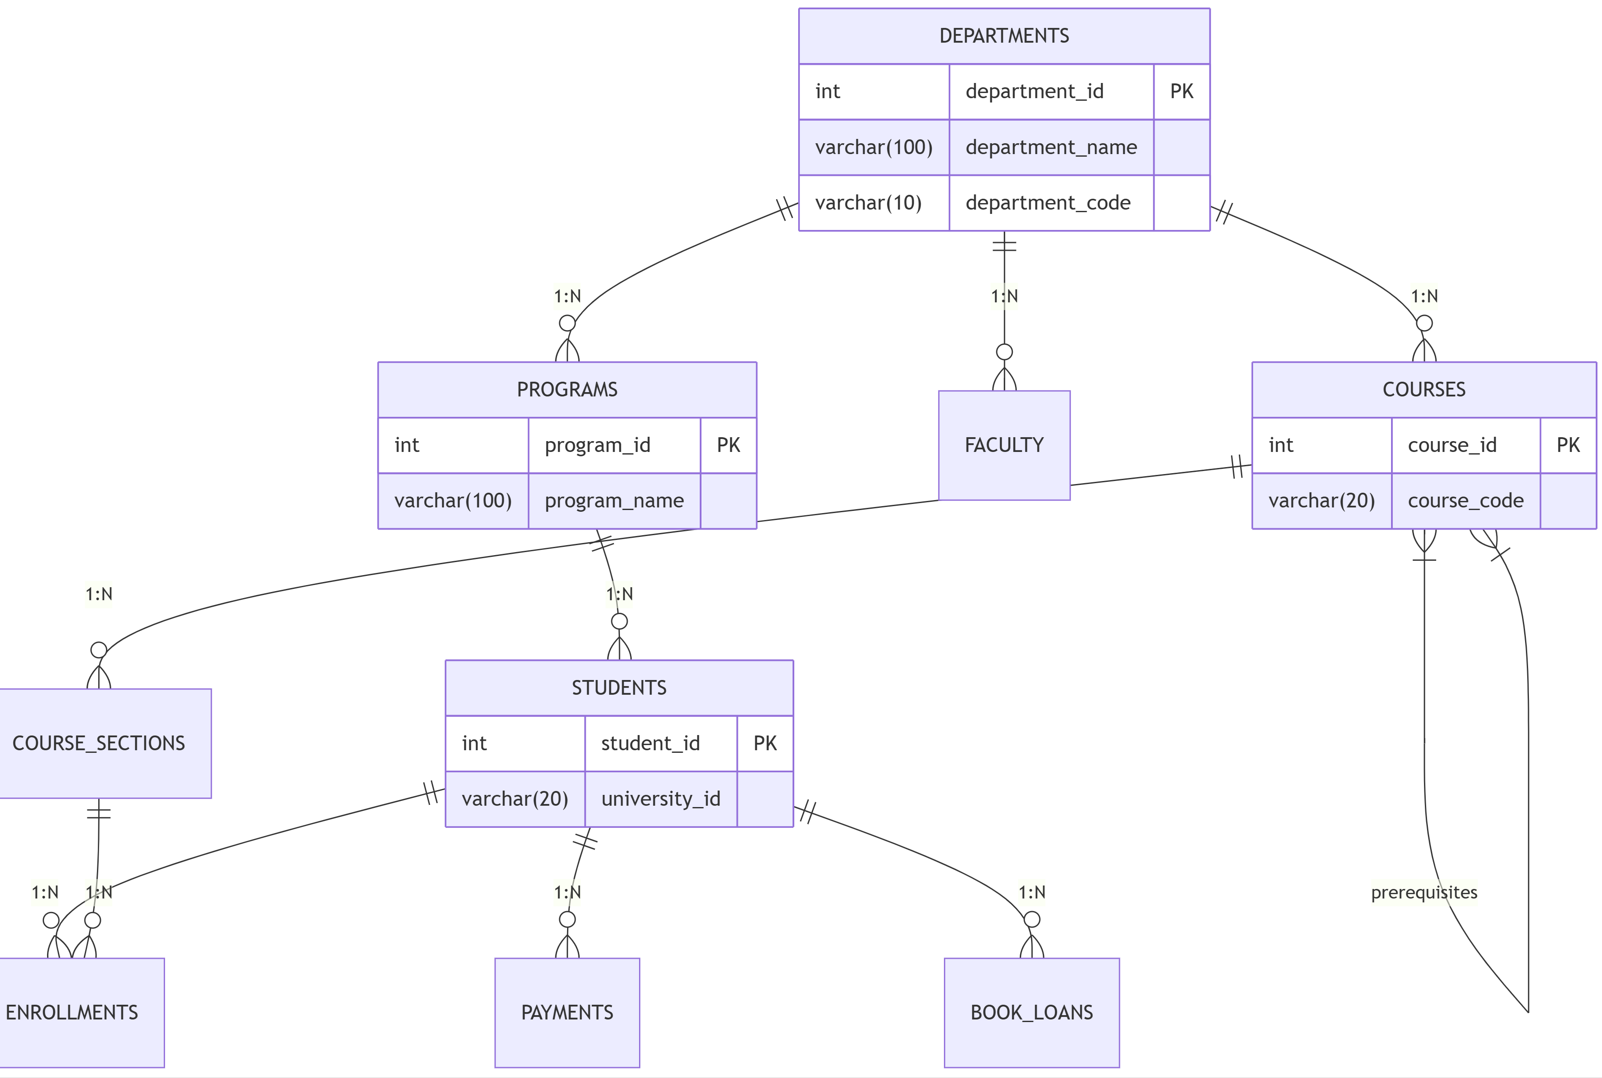 DEPARTMENTS
int department_id PK
varchar(100) department_name
varchar(10) department_code
1:N 1:N 1:N
PROGRAMS
int program_id PK
varchar(100) program_name
FACULTY
COURSES
int course_id PK
varchar(20) course_code
1:N 1:N
COURSE_SECTIONS
STUDENTS
int student_id PK
varchar(20) university_id
1:N 1:N 1:N 1:N prerequisites
ENROLLMENTS PAYMENTS BOOK_LOANS